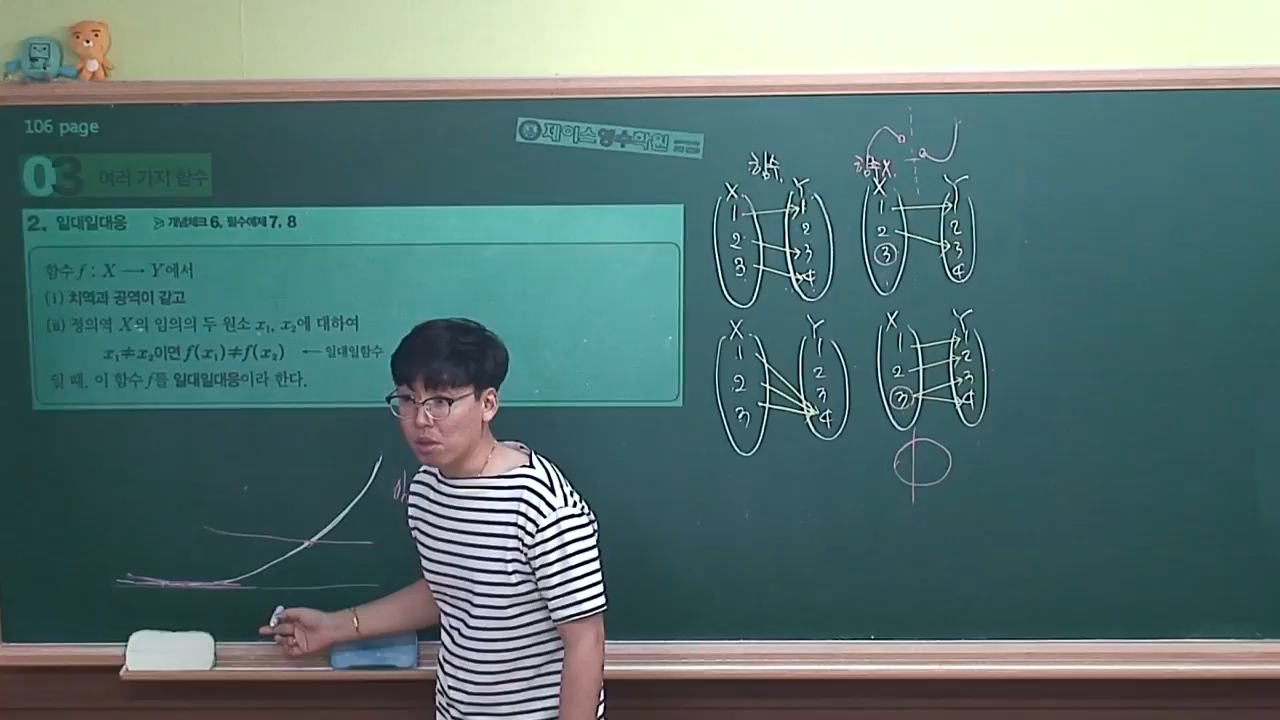 106 page
제이스영수학원
03 여러 가지 함수
2. 일대일대응 개념체크 6, 필수예제 7, 8
함수 f : X → Y에서
(i) 치역과 공역이 같고
(ii) 정의역 X의 임의의 두 원소 x₁, x₂에 대하여
x₁≠x₂이면 f(x₁)≠f(x₂) ← 일대일함수
일 때, 이 함수 f를 일대일대응이라 한다.
함수.
X Y
1 1
2 2
3 3
4
함수X.
X Y
1 1
2 2
3 3
4
X Y
1 1
2 2
3 3
4
X Y
1 1
2 2
3 3
4